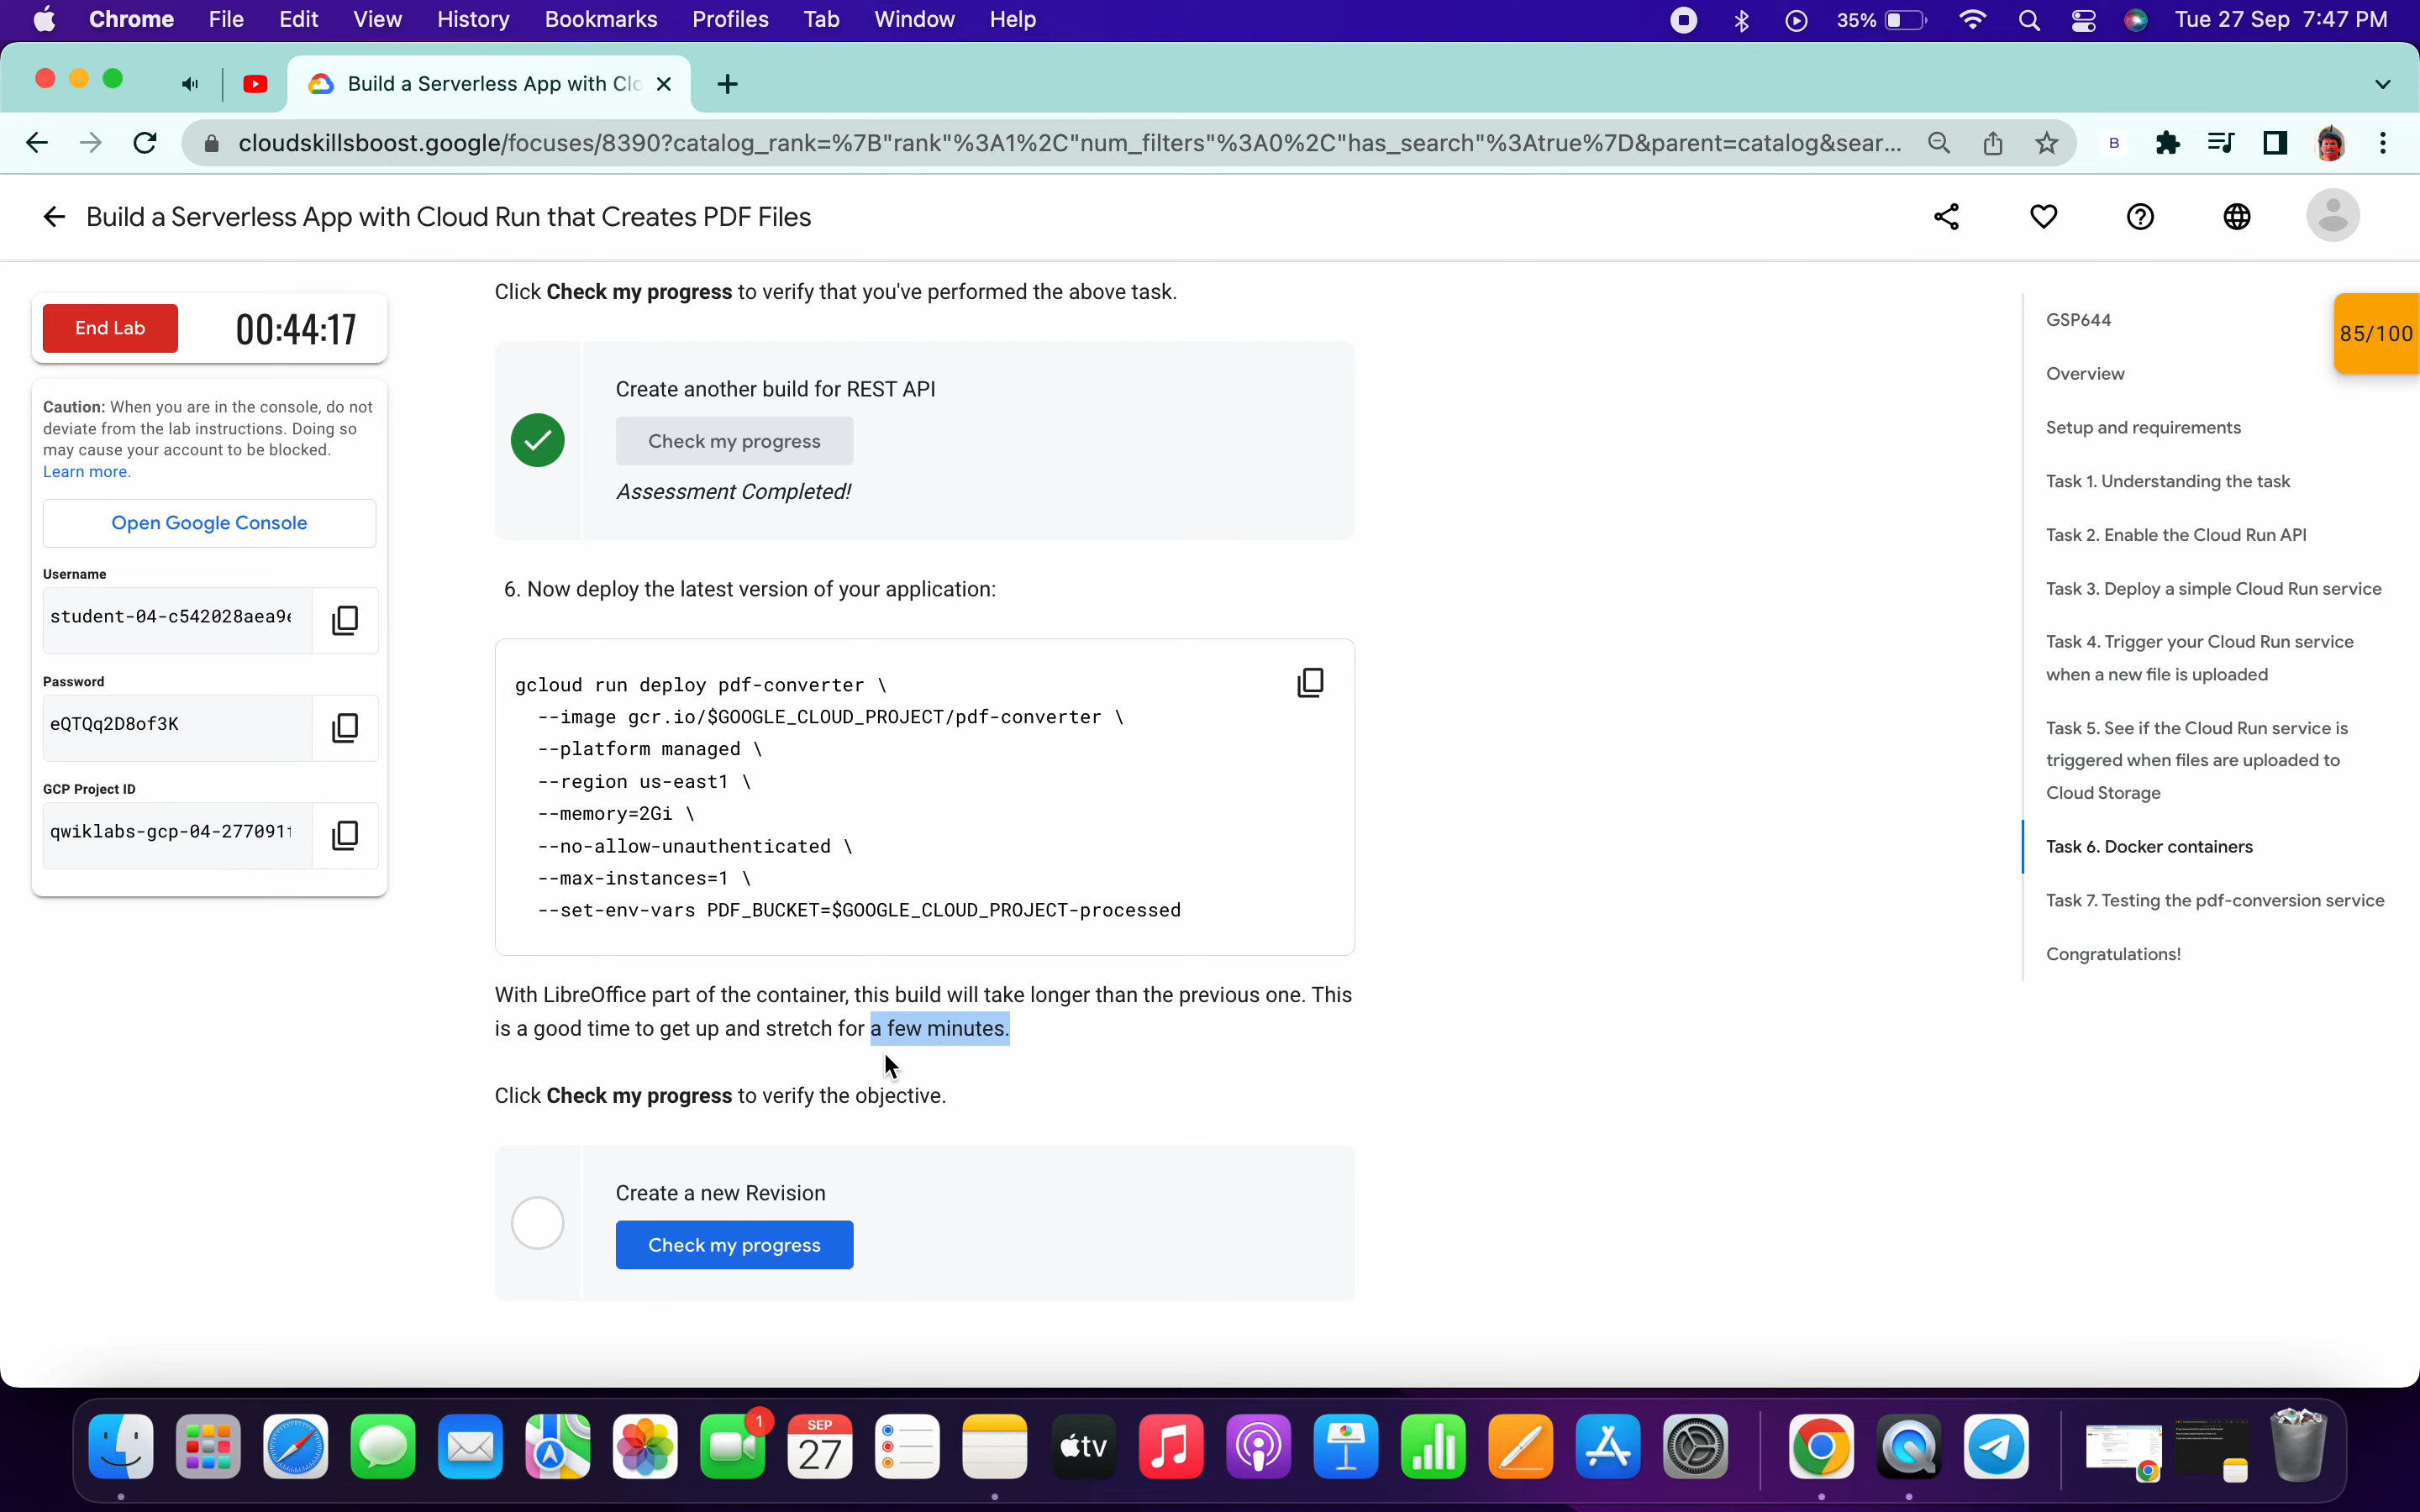 Chrome File Edit View History Bookmarks Profiles Tab Window Help 35% Tue 27 Sep 7:47 PM
Build a Serverless App with Clo
cloudskillsboost.google/focuses/8390?catalog_rank=%7B"rank"%3A1%2C"num_filters"%3A0%2C"has_search"%3Atrue%7D&parent=catalog&sear... B
Build a Serverless App with Cloud Run that Creates PDF Files
End Lab 00:44:17
Caution: When you are in the console, do not
deviate from the lab instructions. Doing so
may cause your account to be blocked.
Learn more.
Open Google Console
Username
student-04-c542028aea9e
Password
eQTQq2D8of3K
GCP Project ID
qwiklabs-gcp-04-277091f
Click Check my progress to verify that you've performed the above task.
Create another build for REST API
Check my progress
Assessment Completed!
6. Now deploy the latest version of your application:
gcloud run deploy pdf-converter \
--image gcr.io/$GOOGLE_CLOUD_PROJECT/pdf-converter \
--platform managed \
--region us-east1 \
--memory=2Gi \
--no-allow-unauthenticated \
--max-instances=1 \
--set-env-vars PDF_BUCKET=$GOOGLE_CLOUD_PROJECT-processed
With LibreOffice part of the container, this build will take longer than the previous one. This
is a good time to get up and stretch for a few minutes.
Click Check my progress to verify the objective.
Create a new Revision
Check my progress
GSP644
85/100
Overview
Setup and requirements
Task 1. Understanding the task
Task 2. Enable the Cloud Run API
Task 3. Deploy a simple Cloud Run service
Task 4. Trigger your Cloud Run service
when a new file is uploaded
Task 5. See if the Cloud Run service is
triggered when files are uploaded to
Cloud Storage
Task 6. Docker containers
Task 7. Testing the pdf-conversion service
Congratulations!
1
SEP
27
tv